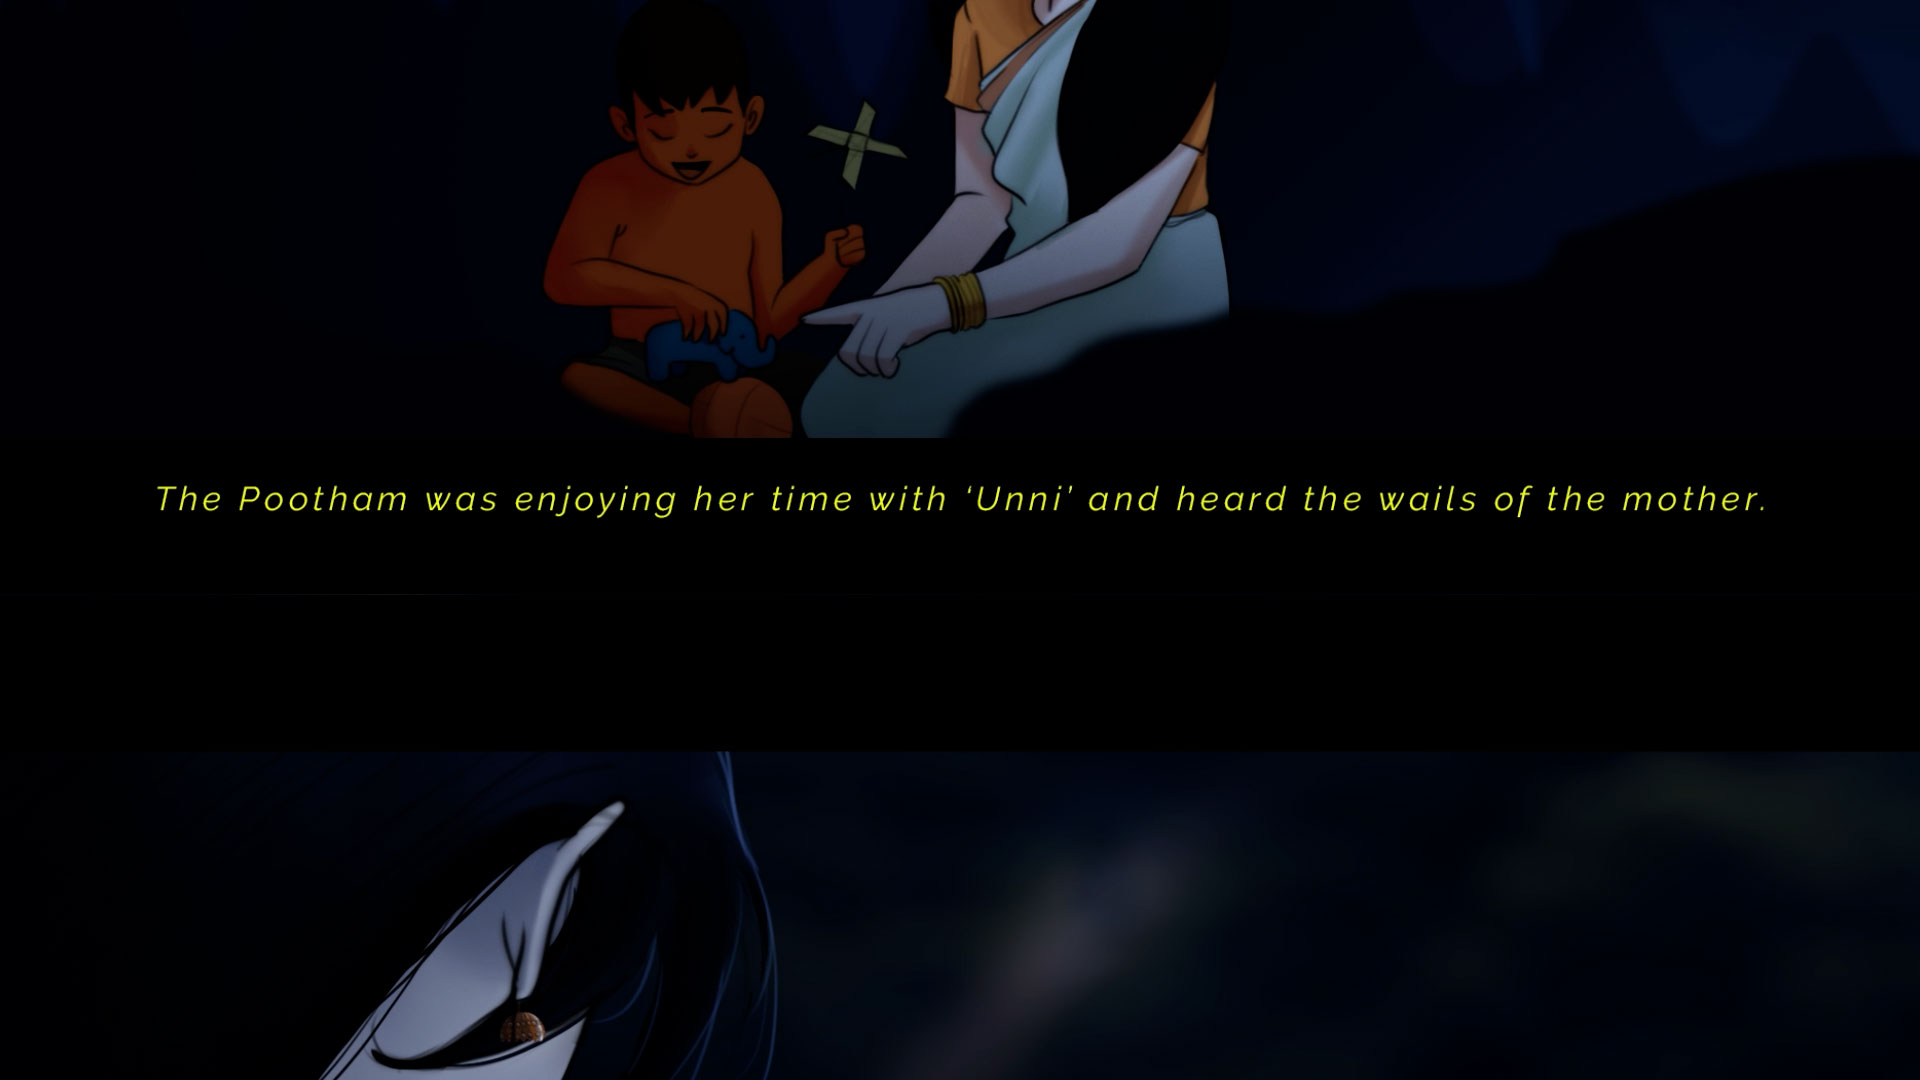 The Pootham was enjoying her time with ‘Unni’ and heard the wails of the mother.